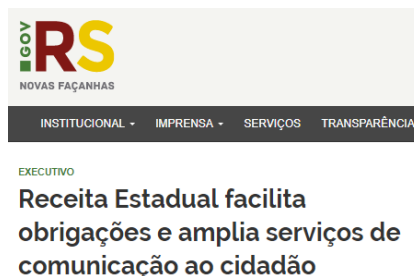 GOV
RS
NOVAS FAÇANHAS
INSTITUCIONAL IMPRENSA SERVIÇOS TRANSPARÊNCIA
EXECUTIVO
Receita Estadual facilita
obrigações e amplia serviços de
comunicação ao cidadão